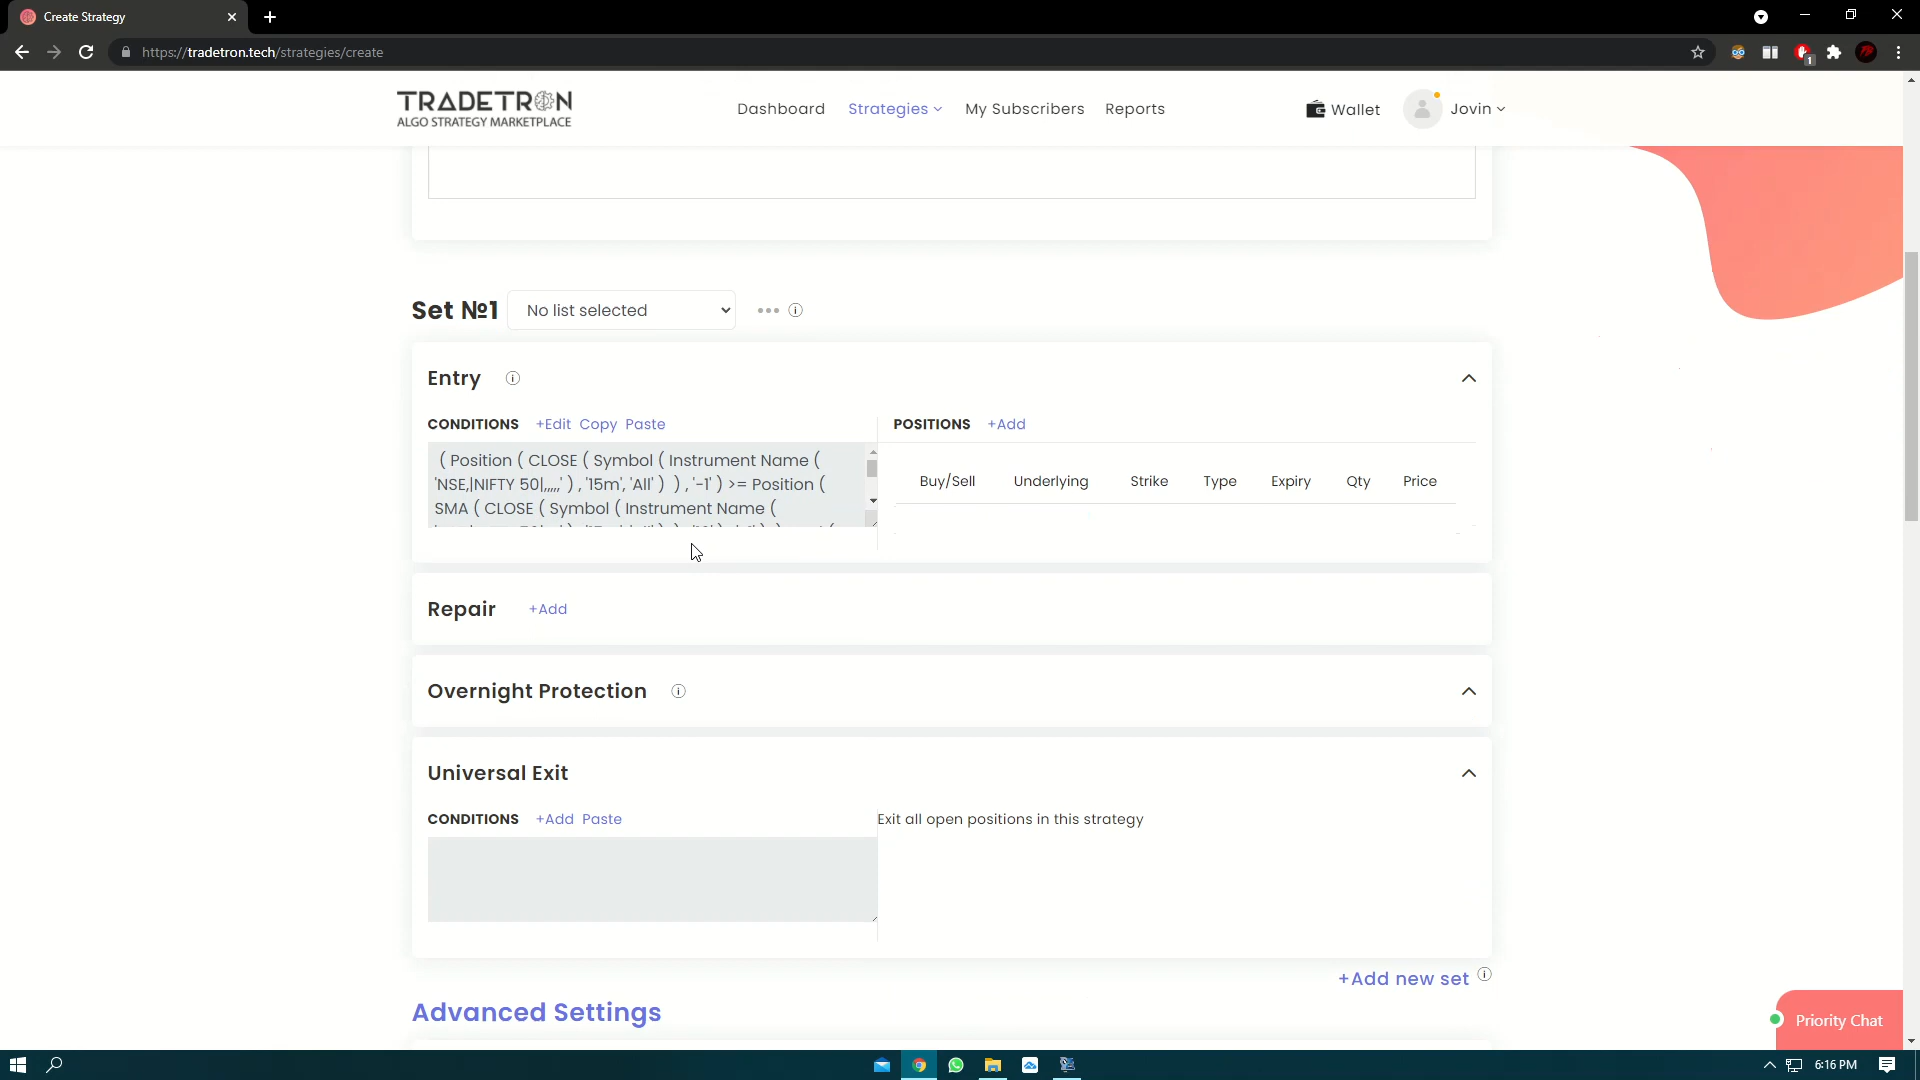 Create Strategy
https://tradetron.tech/strategies/create
1
TRADETRON
ALGO STRATEGY MARKETPLACE
Dashboard Strategies My Subscribers Reports
Wallet Jovin
Set №1 No list selected
Entry
CONDITIONS +Edit Copy Paste
( Position ( CLOSE ( Symbol ( Instrument Name (
'NSE,|NIFTY 50|,,,,,' ) , '15m', 'All' ) ) , '-1' ) >= Position (
SMA ( CLOSE ( Symbol ( Instrument Name (
POSITIONS +Add
Buy/Sell Underlying Strike Type Expiry Qty Price
Repair +Add
Overnight Protection
Universal Exit
CONDITIONS +Add Paste
Exit all open positions in this strategy
+Add new set
Advanced Settings
Priority Chat
6:16 PM